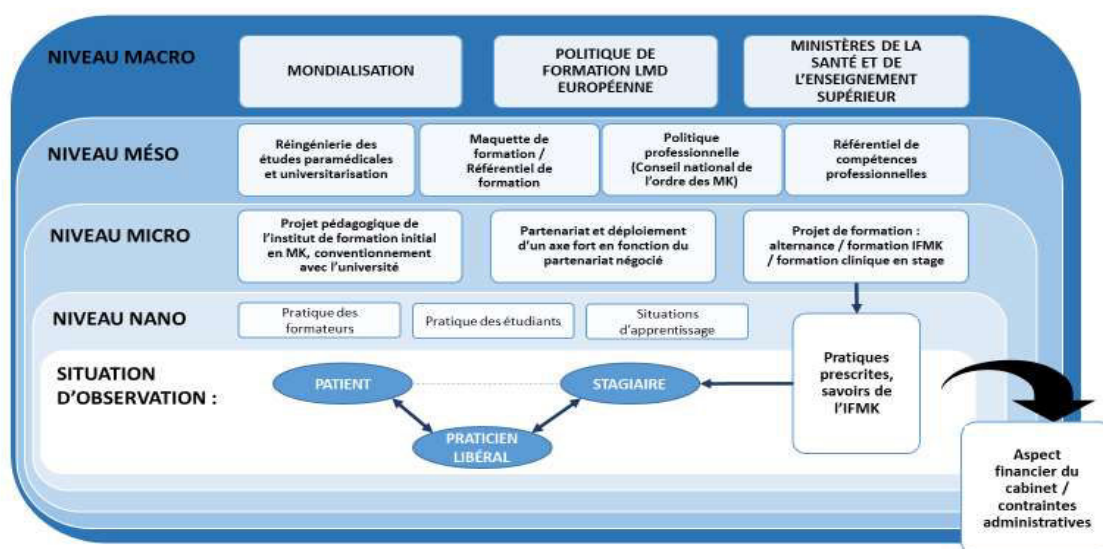 NIVEAU MACRO
MONDIALISATION
POLITIQUE DE
FORMATION LMD
EUROPÉENNE
MINISTÈRES DE LA
SANTÉ ET DE
L'ENSEIGNEMENT
SUPÉRIEUR
NIVEAU MÉSO
Réingénierie des
études paramédicales
et universitarisation
Maquette de
formation /
Référentiel de
formation
Politique
professionnelle
(Conseil national de
l'ordre des MK)
Référentiel de
compétences
professionnelles
NIVEAU MICRO
Projet pédagogique de
l'institut de formation initial
en MK, conventionnement
avec l'université
Partenariat et déploiement
d'un axe fort en fonction du
partenariat négocié
Projet de formation :
alternance / formation IFMK
/ formation clinique en stage
NIVEAU NANO
Pratique des
formateurs
Pratique des étudiants
Situations
d'apprentissage
Pratiques
prescrites,
savoirs de
l'IFMK
SITUATION
D'OBSERVATION :
PATIENT
STAGIAIRE
PRATICIEN
LIBÉRAL
Aspect
financier du
cabinet /
contraintes
administratives